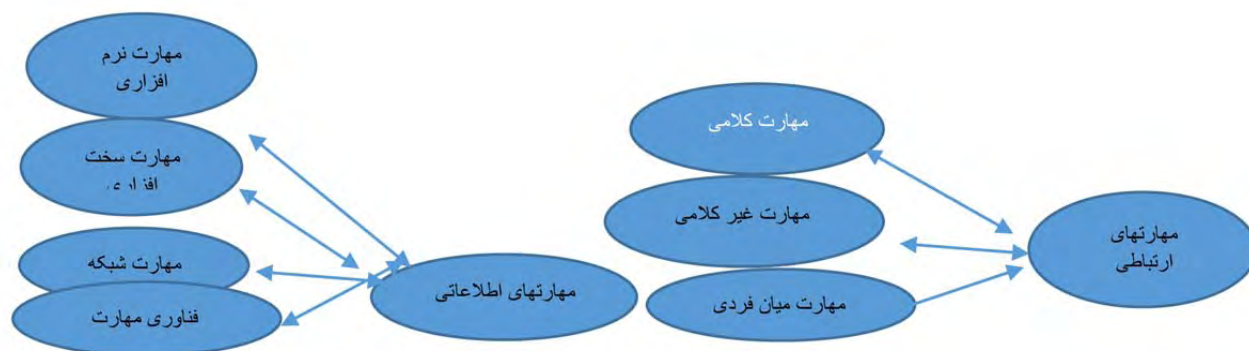 مهارت نرم
افزاری
مهارت سخت
افزاری
مهارت شبکه
فناوری مهارت
مهارتهای اطلاعاتی
مهارت کلامی
مهارت غیر کلامی
مهارت میان فردی
مهارتهای
ارتباطی